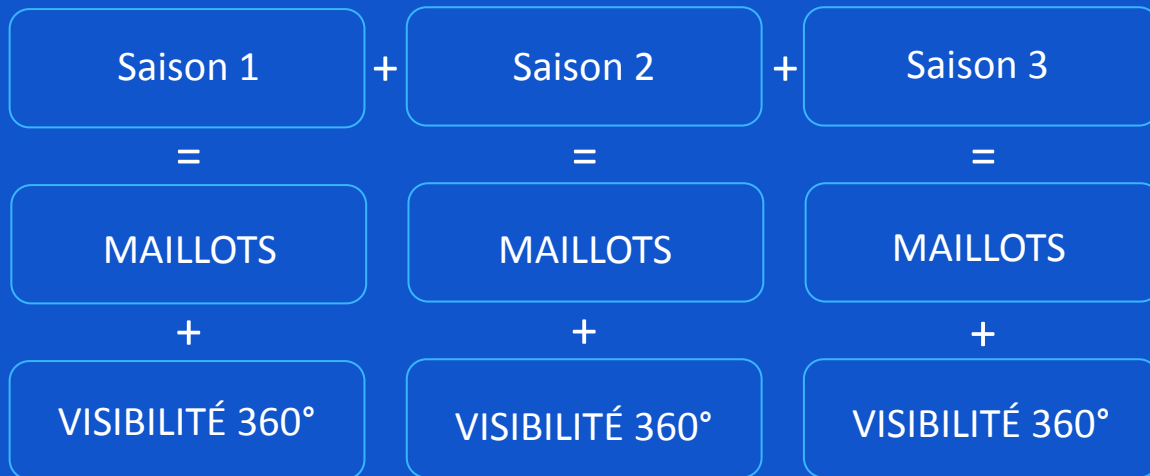 Saison 1 + Saison 2 + Saison 3
= = =
MAILLOTS MAILLOTS MAILLOTS
+ + +
VISIBILITÉ 360° VISIBILITÉ 360° VISIBILITÉ 360°